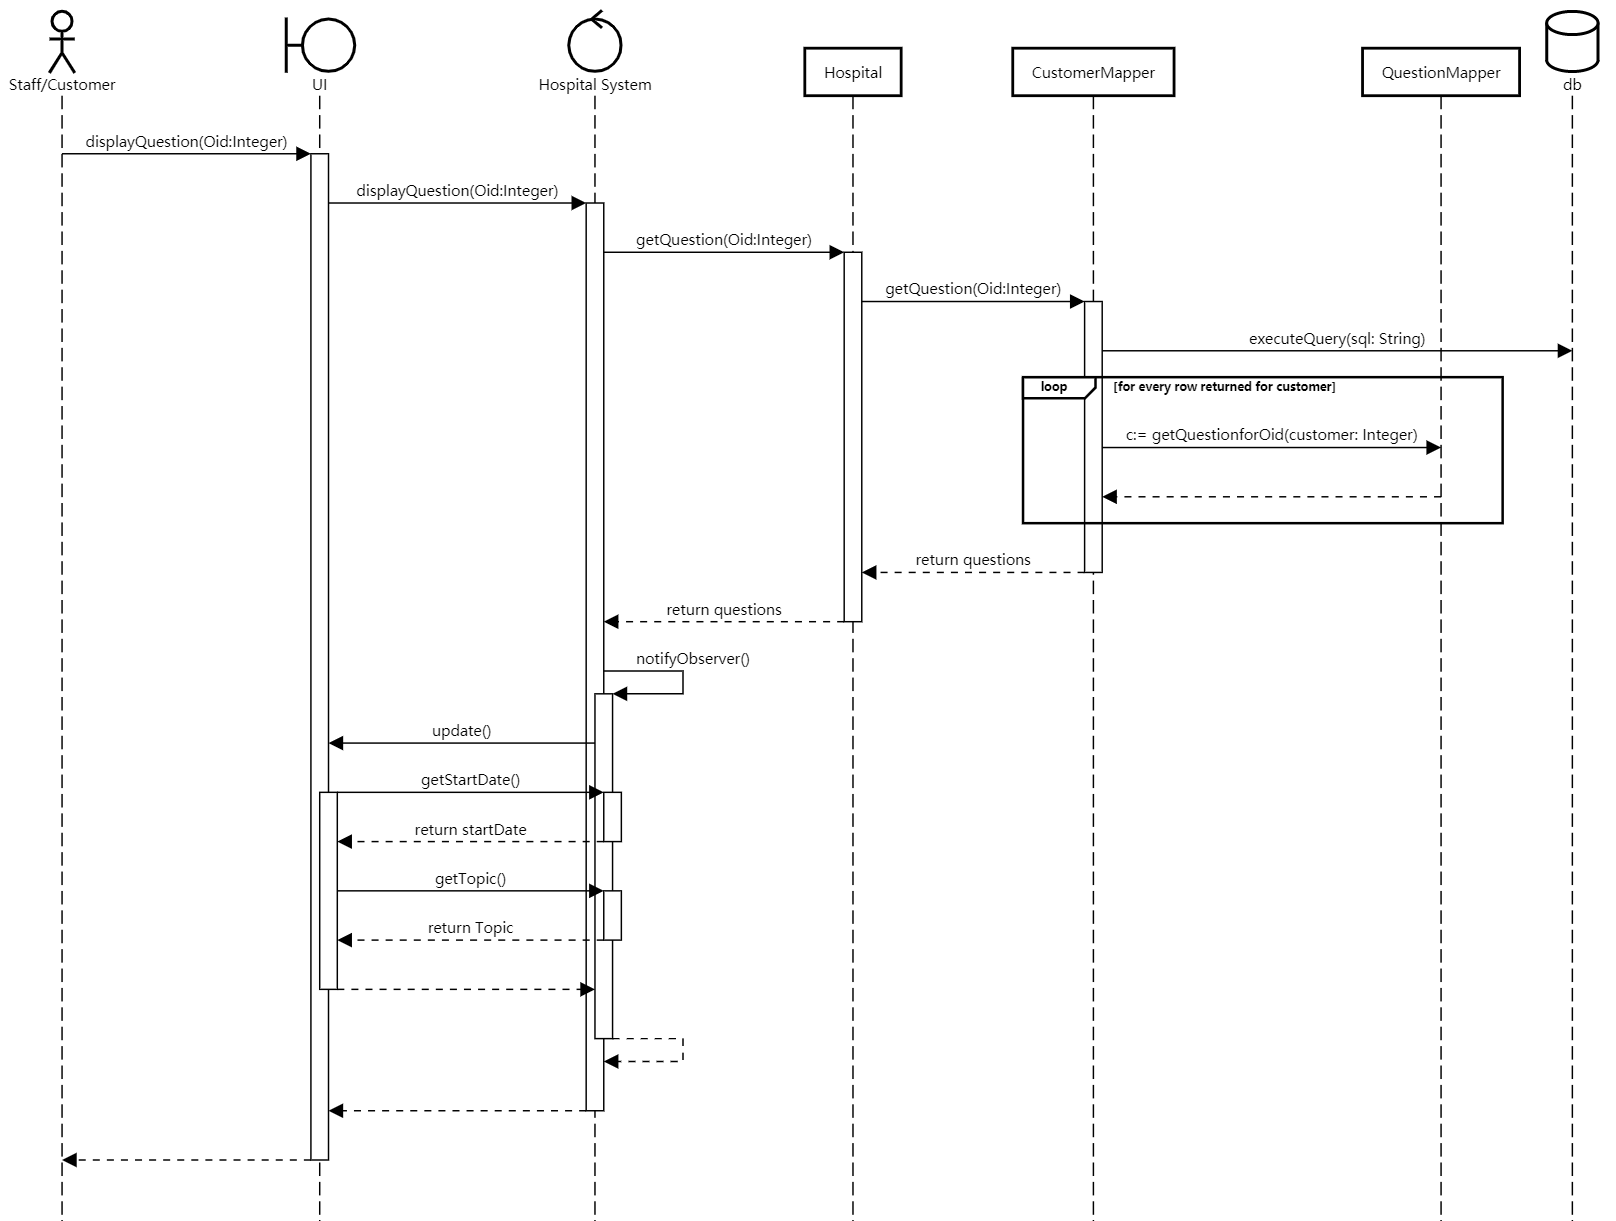 Staff/Customer
UI
Hospital System
Hospital
CustomerMapper
QuestionMapper
db
displayQuestion(Oid:Integer)
displayQuestion(Oid:Integer)
getQuestion(Oid:Integer)
getQuestion(Oid:Integer)
executeQuery(sql: String)
loop
[for every row returned for customer]
c:= getQuestionforOid(customer: Integer)
return questions
return questions
notifyObserver()
update()
getStartDate()
return startDate
getTopic()
return Topic